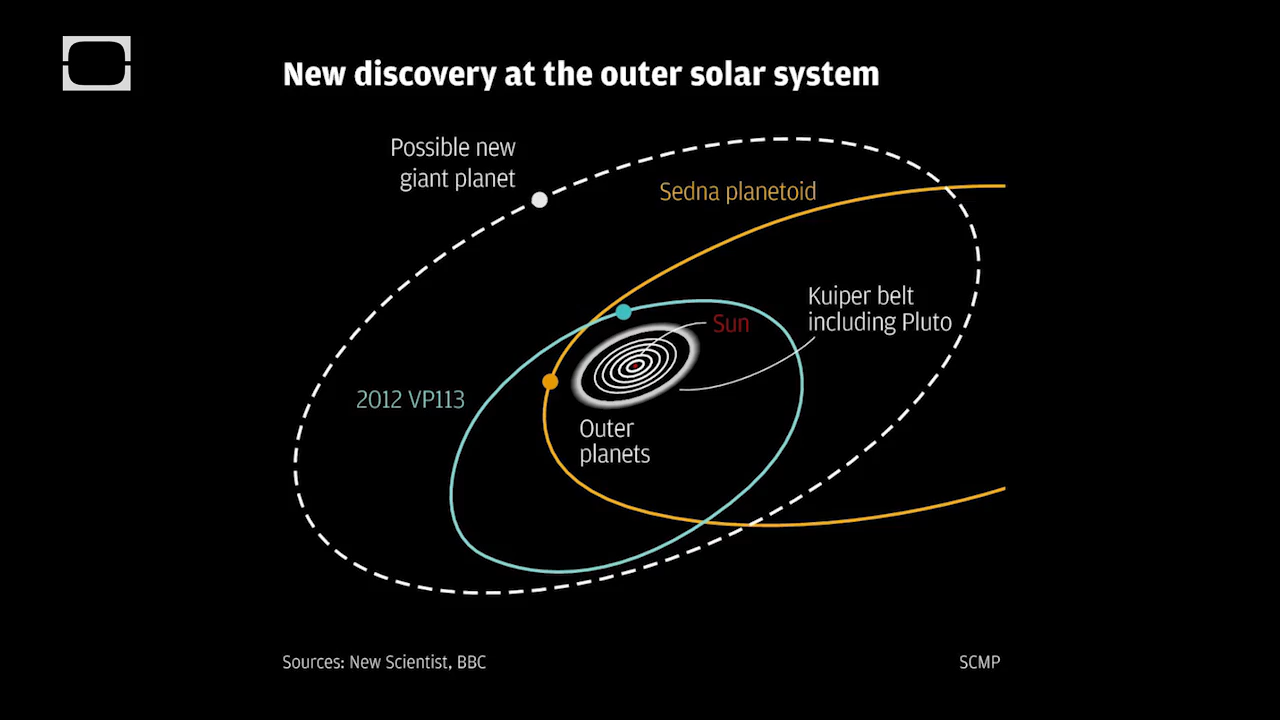 New discovery at the outer solar system
Possible new
giant planet
Sedna planetoid
Kuiper belt
including Pluto
Sun
2012 VP113
Outer
planets
Sources: New Scientist, BBC
SCMP